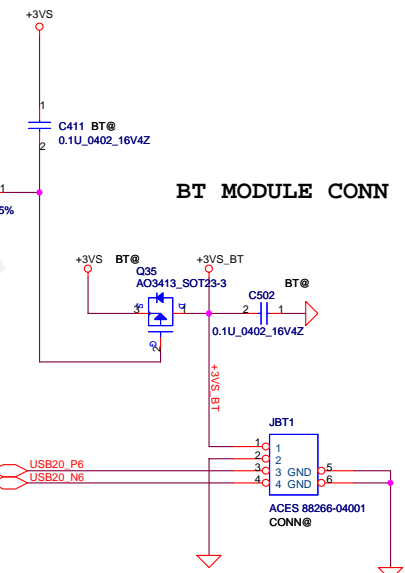 +3VS
1
C411 BT@
2
0.1U_0402_16V4Z
1
5%
BT MODULE CONN
+3VS BT@ +3VS_BT
Q35
AO3413_SOT23-3
C502 BT@
S D
3 1 2 1
G
2
0.1U_0402_16V4Z
+3VS_BT
JBT1
1 1
2 2
USB20_P6 3 3 GND 5
USB20_N6 4 4 GND 6
ACES 88266-04001
CONN@